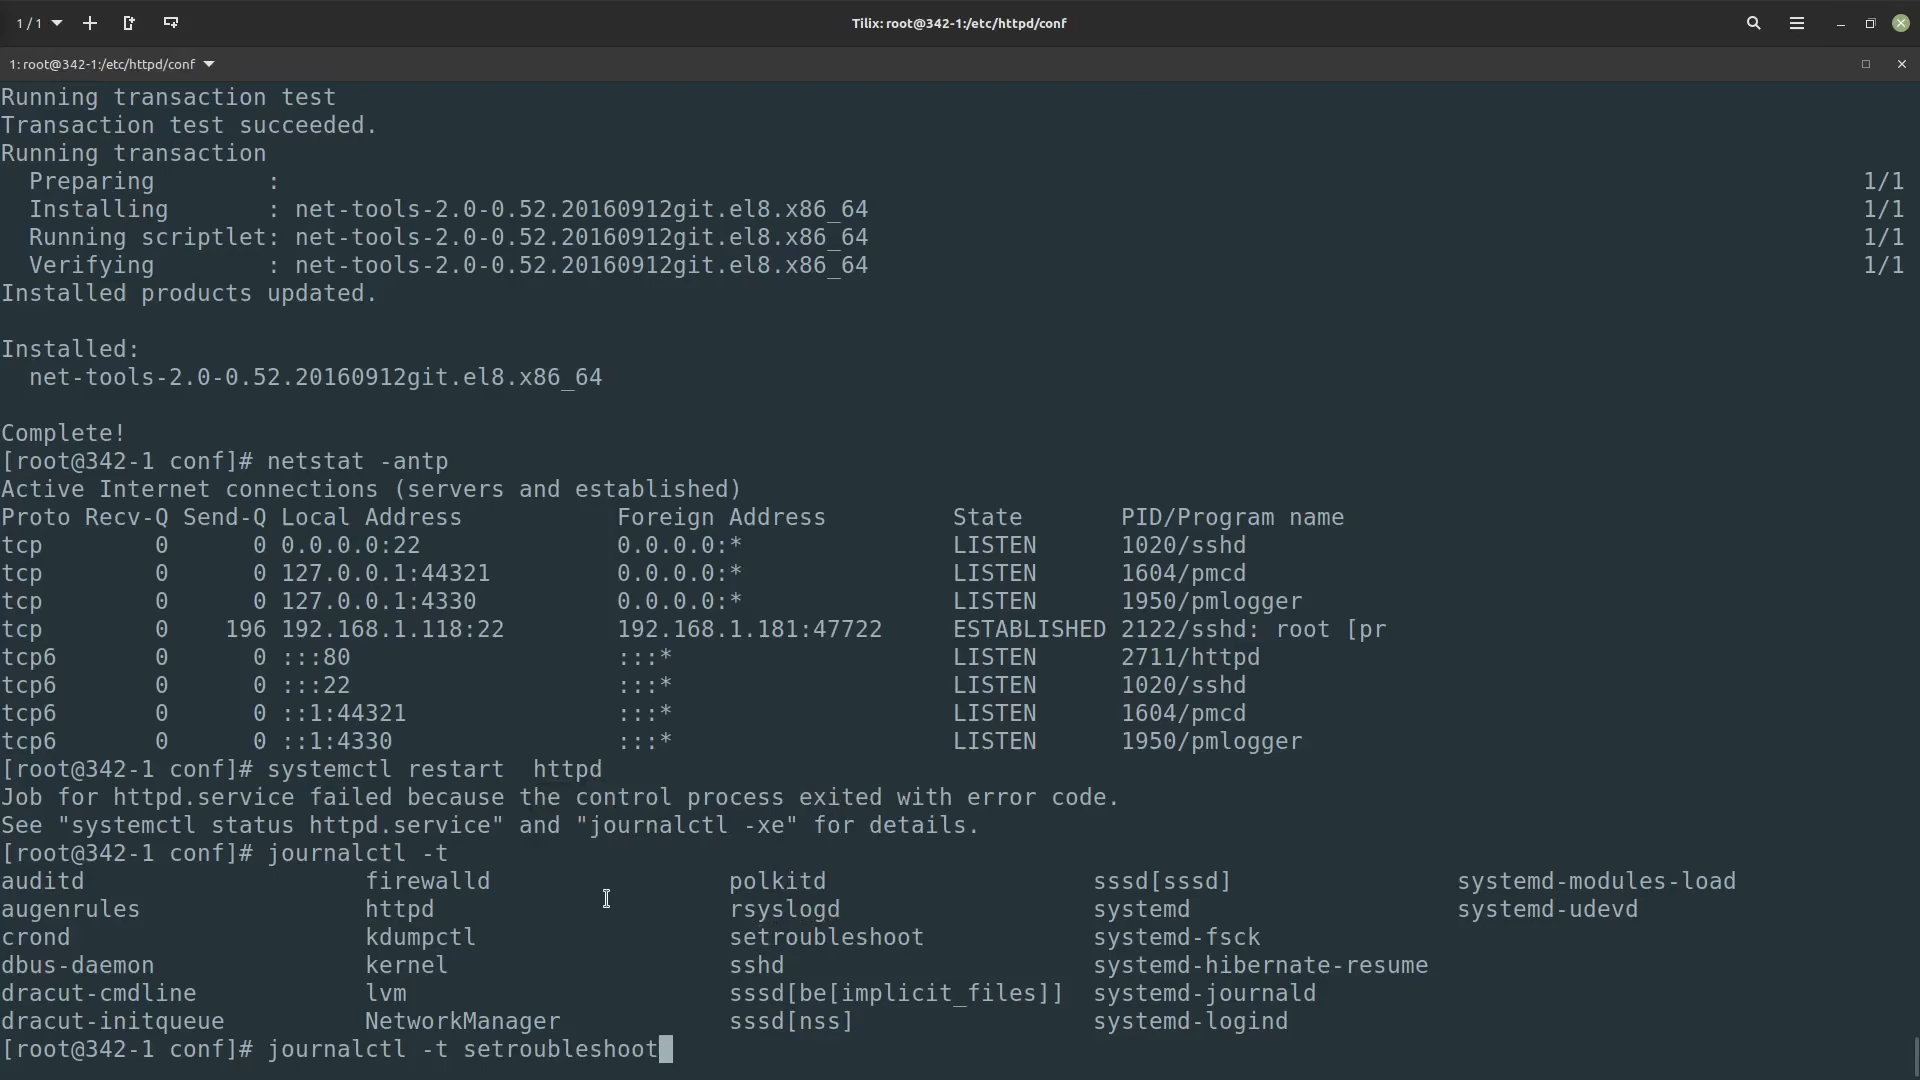 1 / 1
Tilix: root@342-1:/etc/httpd/conf
1: root@342-1:/etc/httpd/conf
Running transaction test
Transaction test succeeded.
Running transaction
  Preparing        :                                                                                                                  1/1
  Installing       : net-tools-2.0-0.52.20160912git.el8.x86_64                                                                        1/1
  Running scriptlet: net-tools-2.0-0.52.20160912git.el8.x86_64                                                                        1/1
  Verifying        : net-tools-2.0-0.52.20160912git.el8.x86_64                                                                        1/1
Installed products updated.
Installed:
  net-tools-2.0-0.52.20160912git.el8.x86_64
Complete!
[root@342-1 conf]# netstat -antp
Active Internet connections (servers and established)
Proto Recv-Q Send-Q Local Address           Foreign Address         State       PID/Program name
tcp        0      0 0.0.0.0:22              0.0.0.0:*               LISTEN      1020/sshd
tcp        0      0 127.0.0.1:44321         0.0.0.0:*               LISTEN      1604/pmcd
tcp        0      0 127.0.0.1:4330          0.0.0.0:*               LISTEN      1950/pmlogger
tcp        0    196 192.168.1.118:22        192.168.1.181:47722     ESTABLISHED 2122/sshd: root [pr
tcp6       0      0 :::80                   :::*                    LISTEN      2711/httpd
tcp6       0      0 :::22                   :::*                    LISTEN      1020/sshd
tcp6       0      0 ::1:44321               :::*                    LISTEN      1604/pmcd
tcp6       0      0 ::1:4330                :::*                    LISTEN      1950/pmlogger
[root@342-1 conf]# systemctl restart  httpd
Job for httpd.service failed because the control process exited with error code.
See "systemctl status httpd.service" and "journalctl -xe" for details.
[root@342-1 conf]# journalctl -t
auditd                    firewalld                 polkitd                   sssd[sssd]                systemd-modules-load
augenrules                httpd                     rsyslogd                  systemd                   systemd-udevd
crond                     kdumpctl                  setroubleshoot            systemd-fsck
dbus-daemon               kernel                    sshd                      systemd-hibernate-resume
dracut-cmdline            lvm                       sssd[be[implicit_files]]  systemd-journald
dracut-initqueue          NetworkManager            sssd[nss]                 systemd-logind
[root@342-1 conf]# journalctl -t setroubleshoot